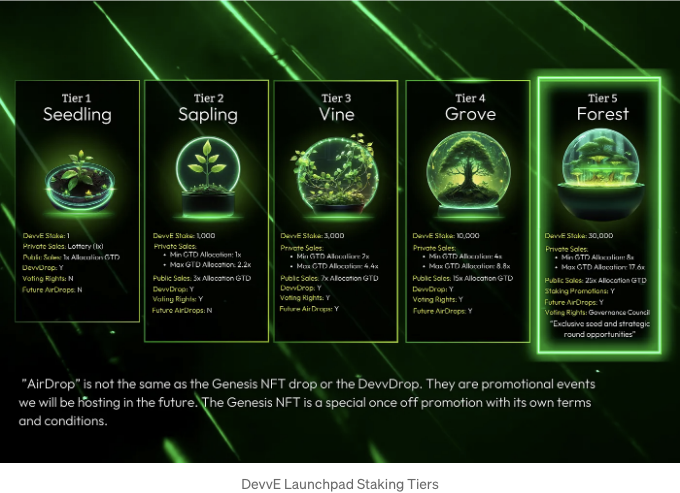 Tier 1
Seedling
DevvE Stake: 1
Private Sales: Lottery (1x)
Public Sales: 1x Allocation GTD
DevvDrop: Y
Voting Rights: N
Future AirDrops: N
Tier 2
Sapling
DevvE Stake: 1,000
Private Sales:
• Min GTD Allocation: 1x
• Max GTD Allocation: 2.2x
Public Sales: 3x Allocation GTD
DevvDrop: Y
Voting Rights: Y
Future AirDrops: N
Tier 3
Vine
DevvE Stake: 3,000
Private Sales:
• Min GTD Allocation: 2x
• Max GTD Allocation: 4.4x
Public Sales: 7x Allocation GTD
DevvDrop: Y
Voting Rights: Y
Future AirDrops: Y
Tier 4
Grove
DevvE Stake: 10,000
Private Sales:
• Min GTD Allocation: 4x
• Max GTD Allocation: 8.8x
Public Sales: 15x Allocation GTD
DevvDrop: Y
Voting Rights: Y
Future AirDrops: Y
Tier 5
Forest
DevvE Stake: 30,000
Private Sales:
• Min GTD Allocation: 8x
• Max GTD Allocation: 17.6x
Public Sales: 25x Allocation GTD
Staking Promotions: Y
Future AirDrops: Y
Voting Rights: Governance Council
"Exclusive seed and strategic
round opportunities"
"AirDrop" is not the same as the Genesis NFT drop or the DevvDrop. They are promotional events
we will be hosting in the future. The Genesis NFT is a special once off promotion with its own terms
and conditions.
DevvE Launchpad Staking Tiers